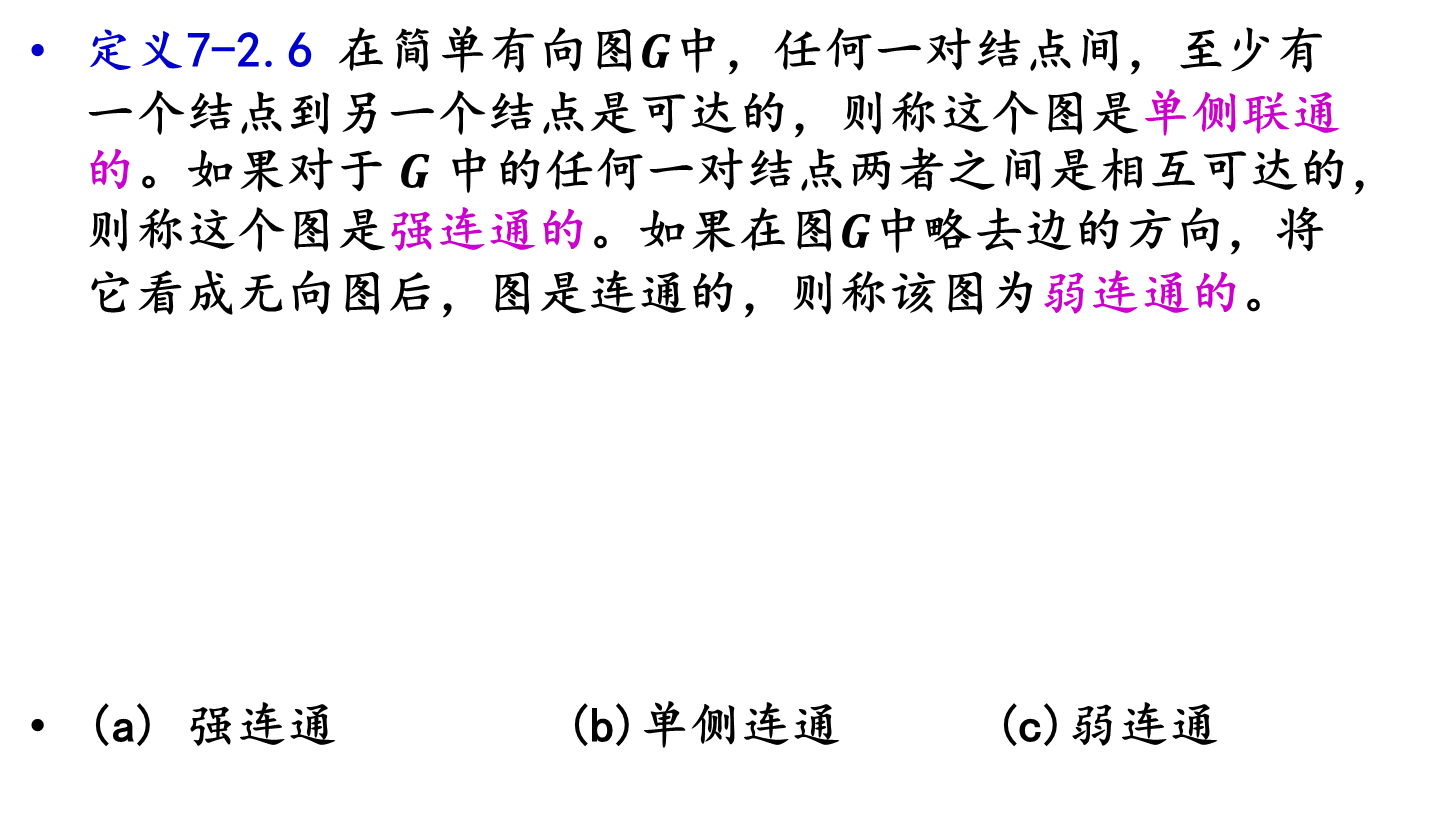 • 定义7-2.6 在简单有向图G中，任何一对结点间，至少有
一个结点到另一个结点是可达的，则称这个图是单侧联通
的。如果对于 G 中的任何一对结点两者之间是相互可达的，
则称这个图是强连通的。如果在图G中略去边的方向，将
它看成无向图后，图是连通的，则称该图为弱连通的。
• (a) 强连通 (b)单侧连通 (c)弱连通